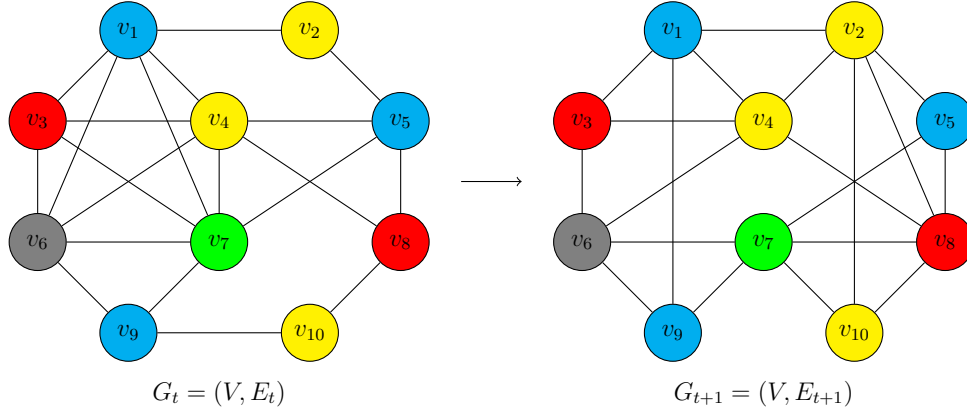 v₁ v₂ v₁ v₂
v₃ v₄ v₅ v₃ v₄ v₅
v₆ v₇ v₈ v₆ v₇ v₈
v₉ v₁₀ v₉ v₁₀
G_t = (V, E_t) G_{t+1} = (V, E_{t+1})